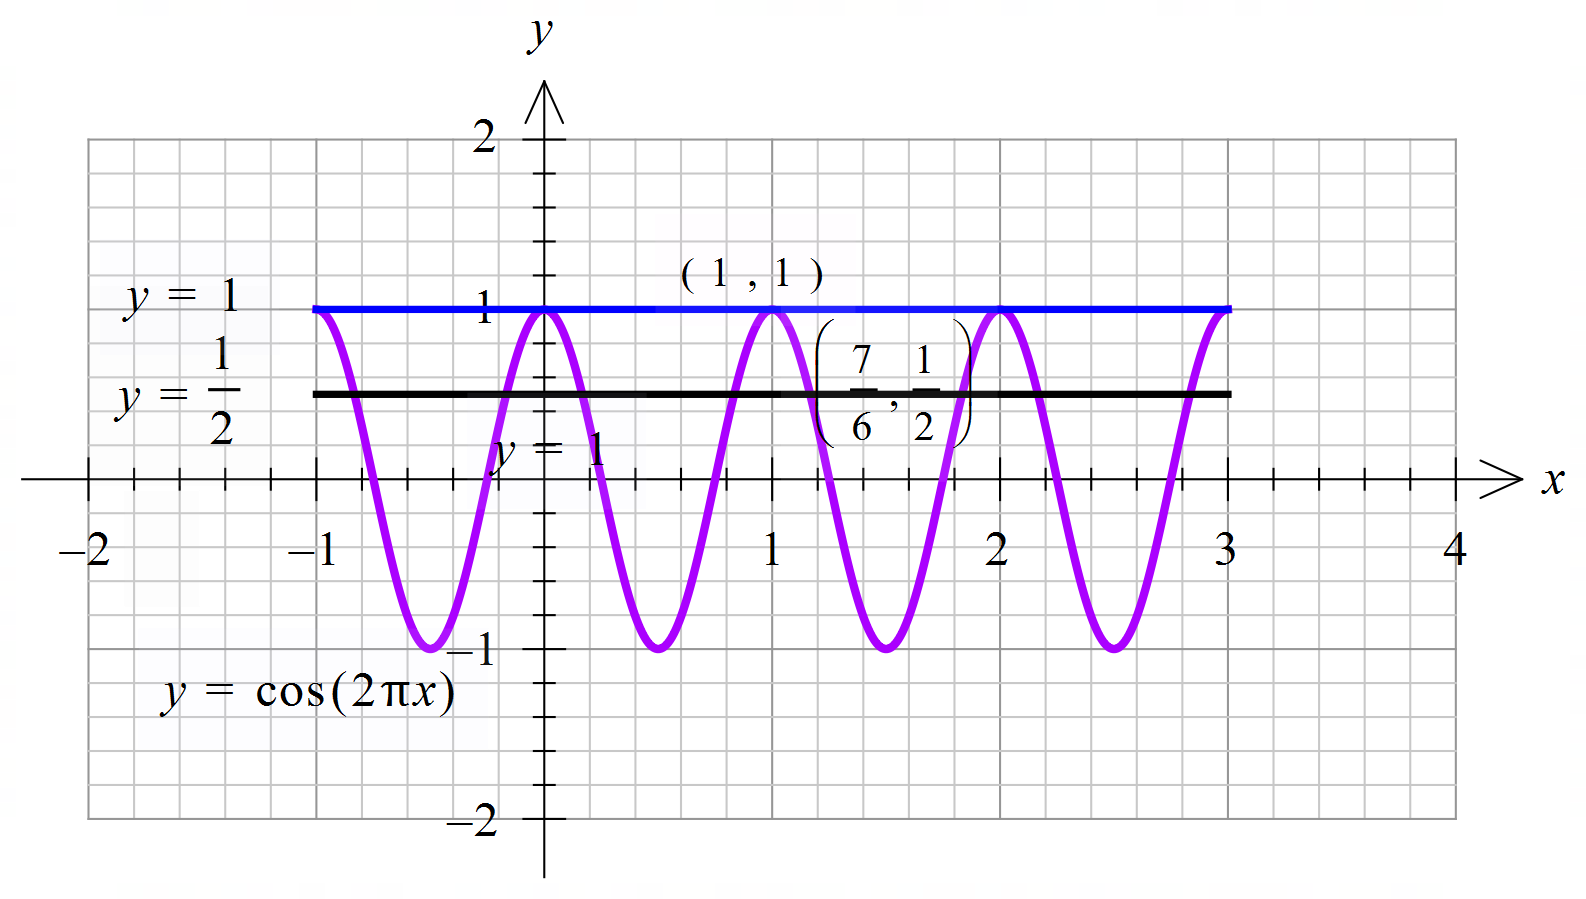 y
2
( 1 , 1 )
y = 1
1
y = 1/2
(7/6, 1/2)
y = 1
x
−2
−1
1
2
3
4
−1
y = cos(2πx)
−2